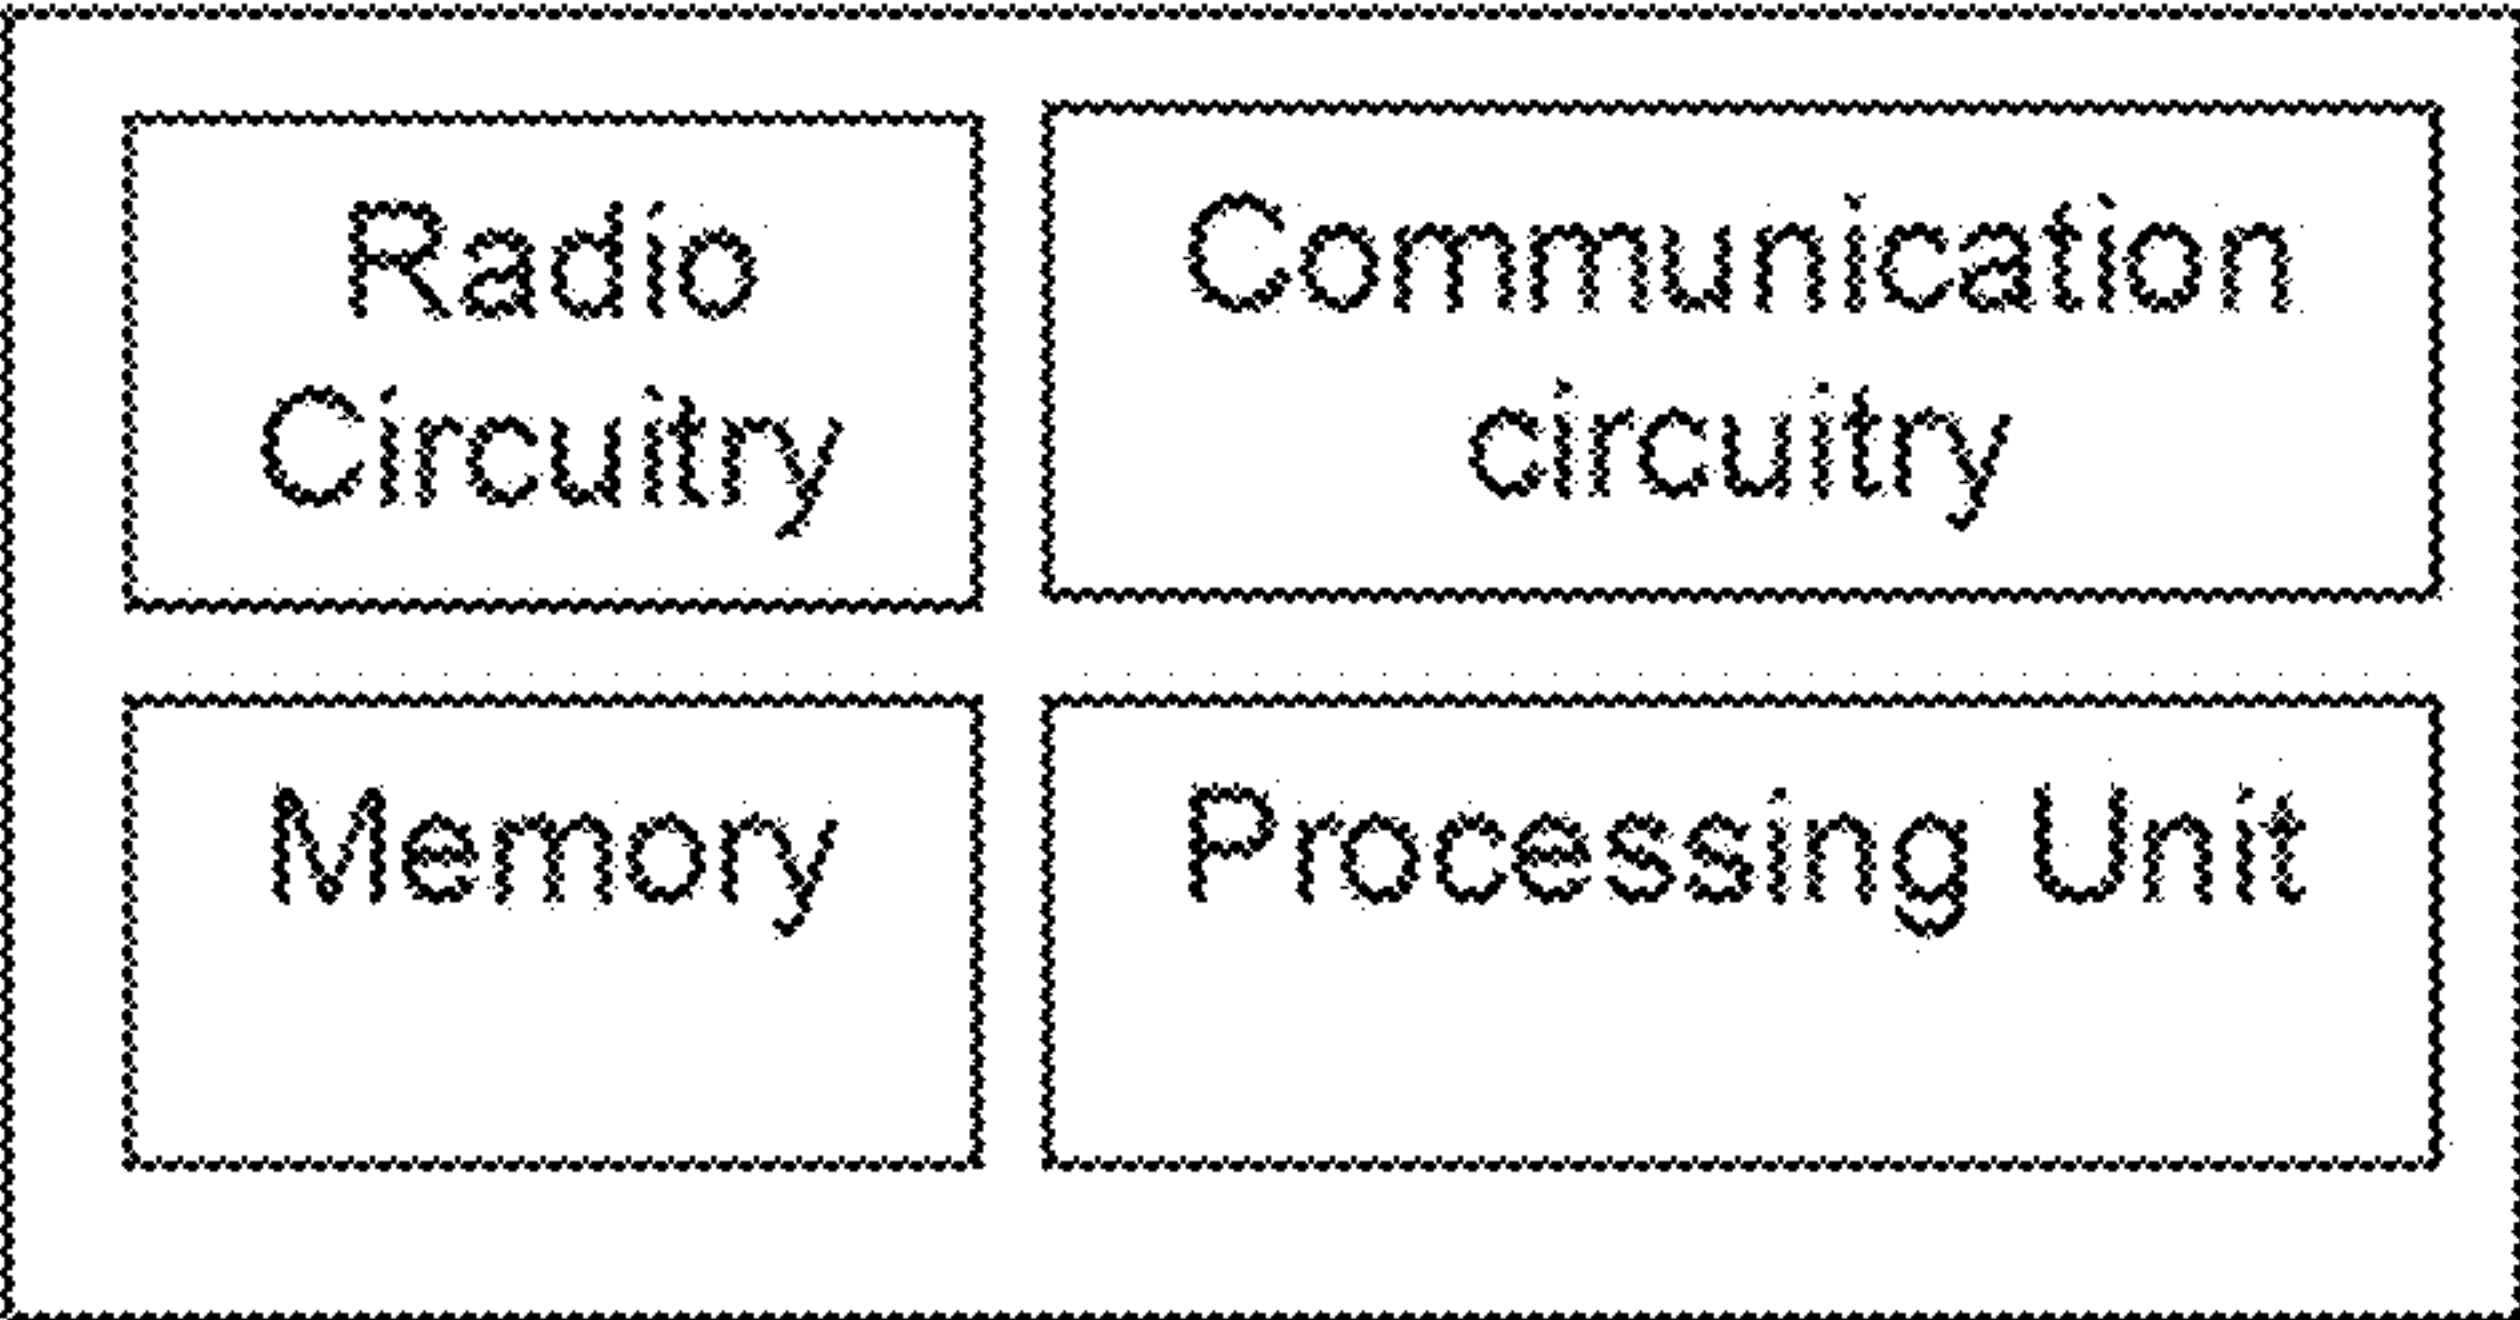 Radio
Circuitry
Communication
circuitry
Memory
Processing Unit